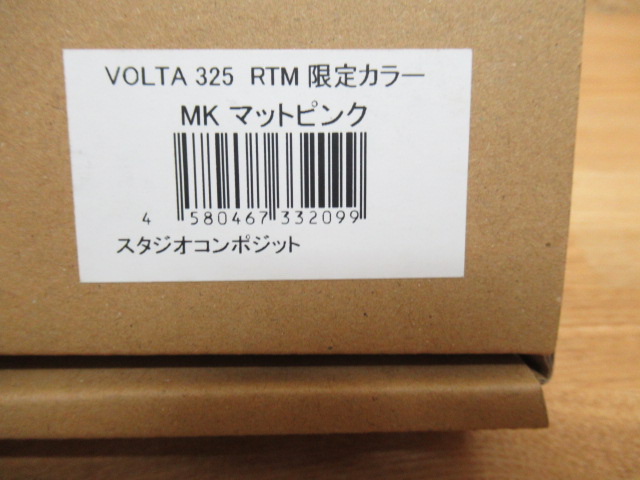 VOLTA 325 RTM 限定カラー
MK マットピンク
4 580467 332099
スタジオコンポジット